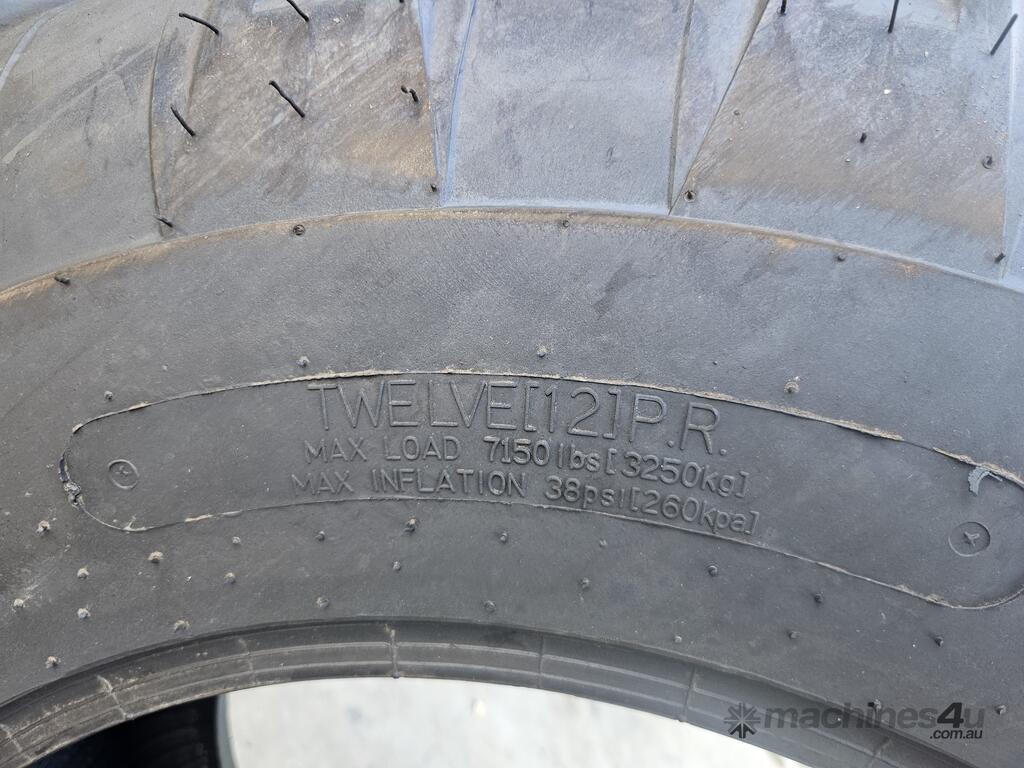 TWELVE[12]P.R.
MAX LOAD 7150lbs[3250kg]
MAX INFLATION 38psi[260kpa]
machines4u
.com.au